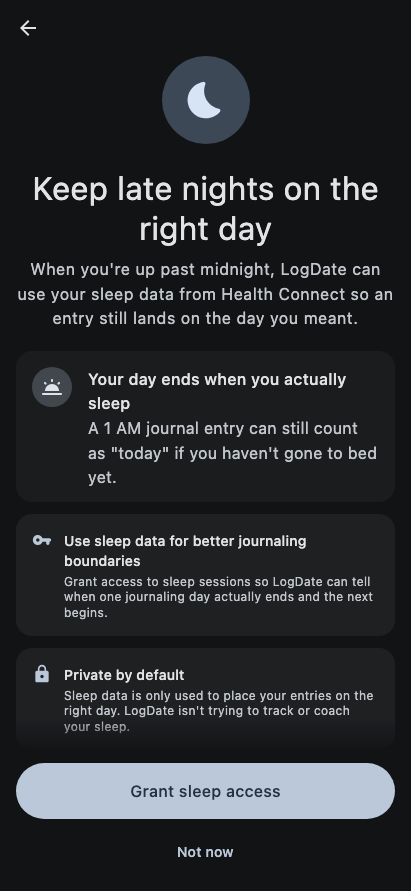 Keep late nights on the
right day
When you're up past midnight, LogDate can
use your sleep data from Health Connect so an
entry still lands on the day you meant.
Your day ends when you actually
sleep
A 1 AM journal entry can still count
as "today" if you haven't gone to bed
yet.
Use sleep data for better journaling
boundaries
Grant access to sleep sessions so LogDate can tell
when one journaling day actually ends and the next
begins.
Private by default
Sleep data is only used to place your entries on the
right day. LogDate isn't trying to track or coach
your sleep.
Grant sleep access
Not now